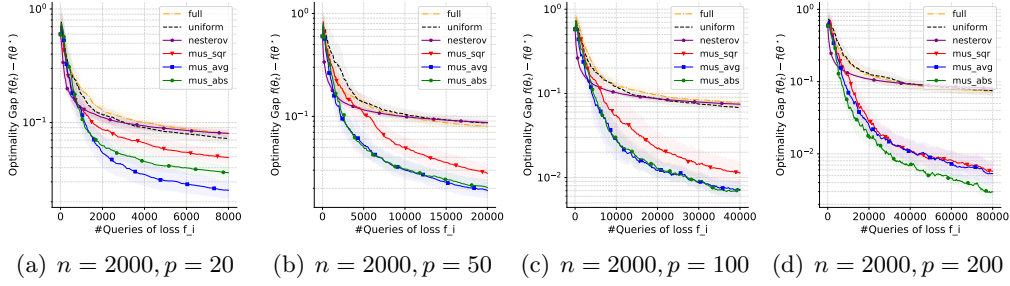 Optimality Gap f(θ_t) − f(θ*)
10⁰
10⁻¹
full
uniform
nesterov
mus_sqr
mus_avg
mus_abs
0 2000 4000 6000 8000
#Queries of loss f_i
(a) n = 2000, p = 20
Optimality Gap f(θ_t) − f(θ*)
10⁰
10⁻¹
full
uniform
nesterov
mus_sqr
mus_avg
mus_abs
0 5000 10000 15000 20000
#Queries of loss f_i
(b) n = 2000, p = 50
Optimality Gap f(θ_t) − f(θ*)
10⁰
10⁻¹
10⁻²
full
uniform
nesterov
mus_sqr
mus_avg
mus_abs
0 10000 20000 30000 40000
#Queries of loss f_i
(c) n = 2000, p = 100
Optimality Gap f(θ_t) − f(θ*)
10⁰
10⁻¹
10⁻²
full
uniform
nesterov
mus_sqr
mus_avg
mus_abs
0 20000 40000 60000 80000
#Queries of loss f_i
(d) n = 2000, p = 200